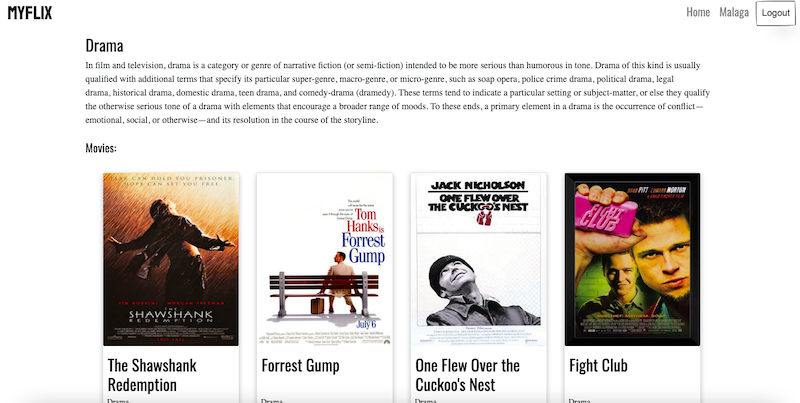 MYFLIX
Home Malaga Logout
Drama
In film and television, drama is a category or genre of narrative fiction (or semi-fiction) intended to be more serious than humorous in tone. Drama of this kind is usually
qualified with additional terms that specify its particular super-genre, macro-genre, or micro-genre, such as soap opera, police crime drama, political drama, legal
drama, historical drama, domestic drama, teen drama, and comedy-drama (dramedy). These terms tend to indicate a particular setting or subject-matter, or else they qualify
the otherwise serious tone of a drama with elements that encourage a broader range of moods. To these ends, a primary element in a drama is the occurrence of conflict—
emotional, social, or otherwise—and its resolution in the course of the storyline.
Movies:
FEAR CAN HOLD YOU PRISONER.
HOPE CAN SET YOU FREE.
TIM ROBBINS MORGAN FREEMAN
THE
SHAWSHANK
REDEMPTION
Tom
Hanks is
Forrest
Gump
July 6
JACK NICHOLSON
ONE FLEW OVER
THE CUCKOO'S NEST
BRAD PITT EDWARD NORTON
FIGHT
CLUB
The Shawshank
Redemption
Forrest Gump
One Flew Over the
Cuckoo's Nest
Fight Club
Drama
Drama
Drama
Drama